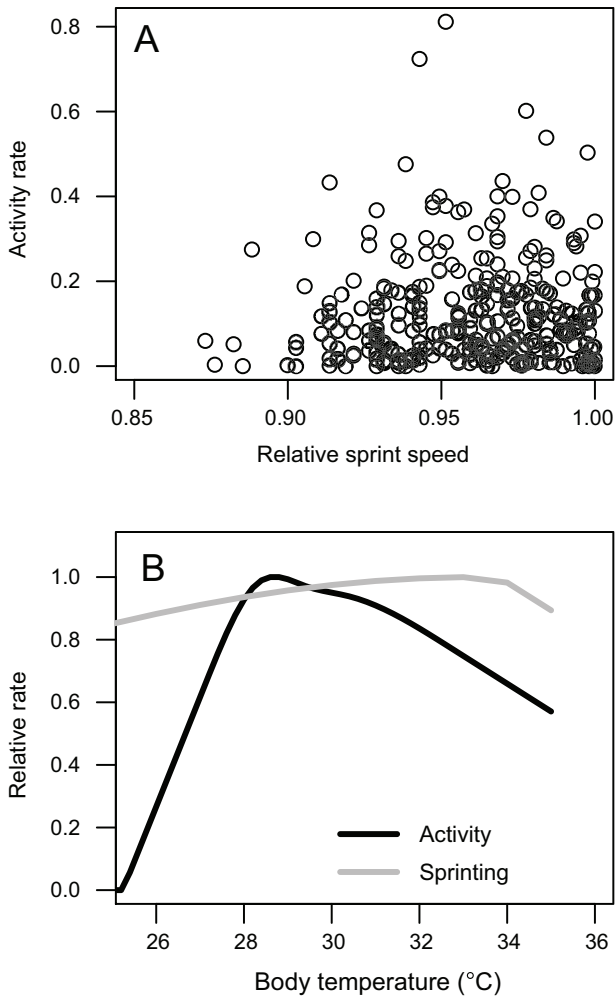 A
0.8
0.6
0.4
0.2
0.0
Activity rate
0.85 0.90 0.95 1.00
Relative sprint speed
B
1.0
0.8
0.6
0.4
0.2
0.0
Relative rate
Activity
Sprinting
26 28 30 32 34 36
Body temperature (°C)